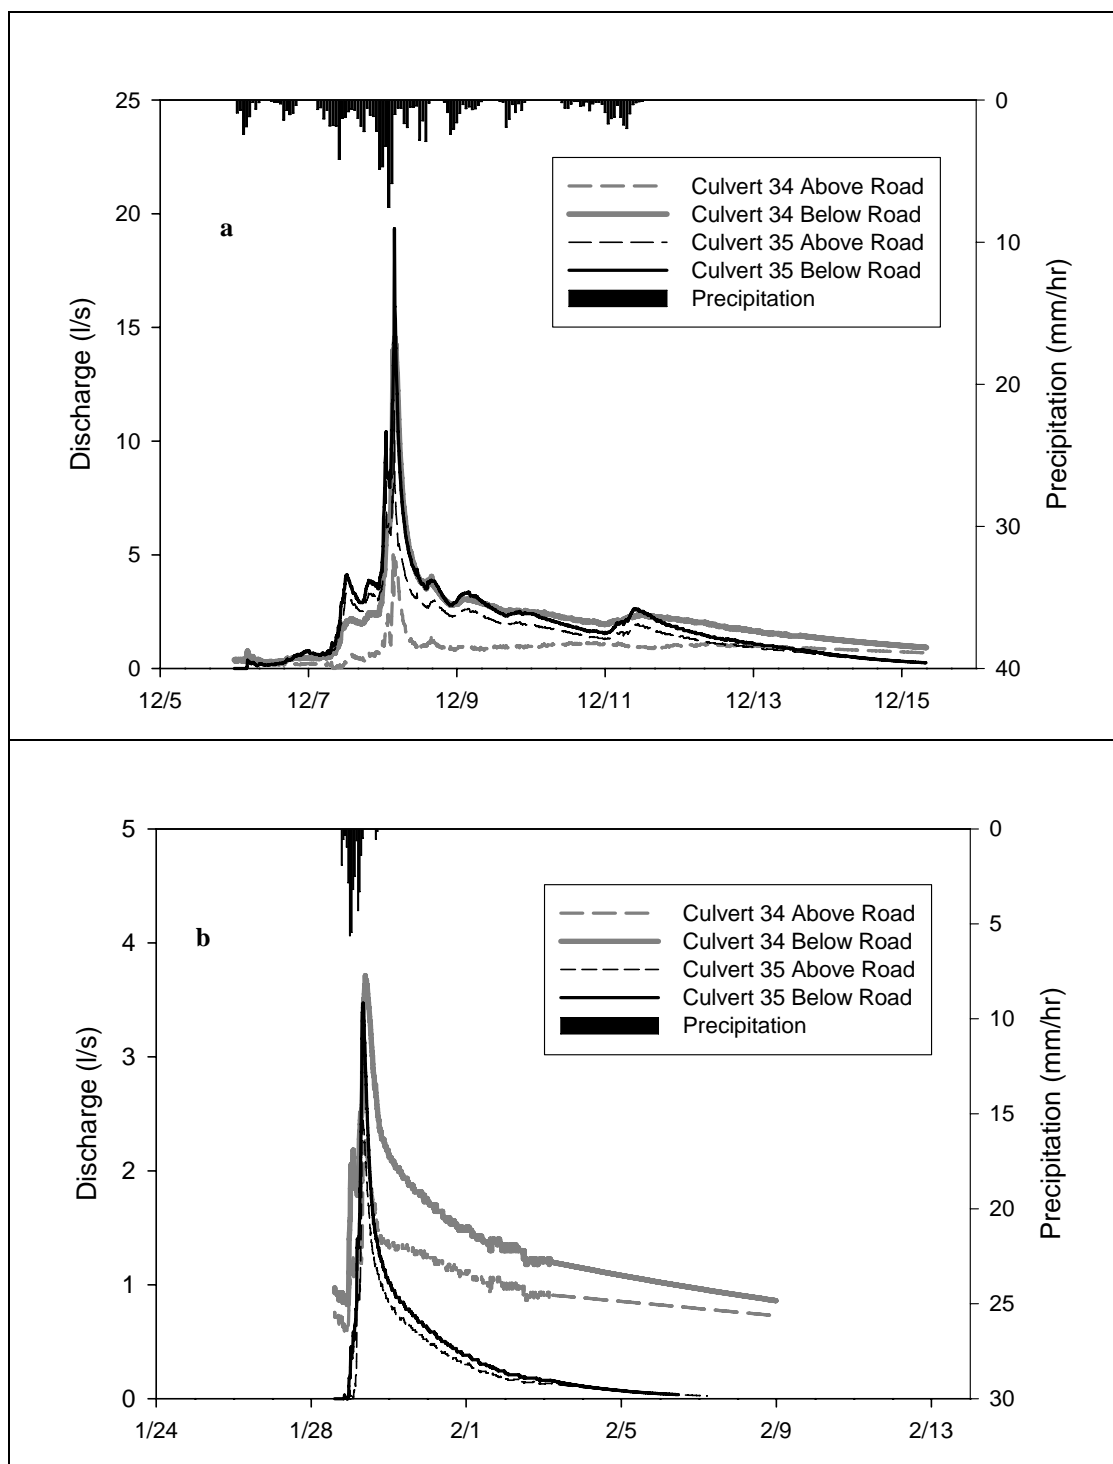 25
20
15
10
5
0
Discharge (l/s)
a
Culvert 34 Above Road
Culvert 34 Below Road
Culvert 35 Above Road
Culvert 35 Below Road
Precipitation
0
10
20
30
40
Precipitation (mm/hr)
12/5 12/7 12/9 12/11 12/13 12/15
5
4
3
2
1
0
Discharge (l/s)
b
Culvert 34 Above Road
Culvert 34 Below Road
Culvert 35 Above Road
Culvert 35 Below Road
Precipitation
0
5
10
15
20
25
30
Precipitation (mm/hr)
1/24 1/28 2/1 2/5 2/9 2/13